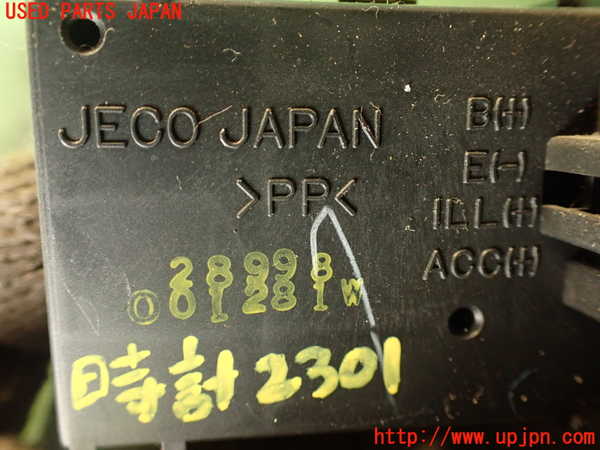 USED PARTS JAPAN
JECO JAPAN
B(+)
E(-)
>PP<
ILL(+)
ACC(+)
28998
001281W
時計2301
http://www.upjpn.com